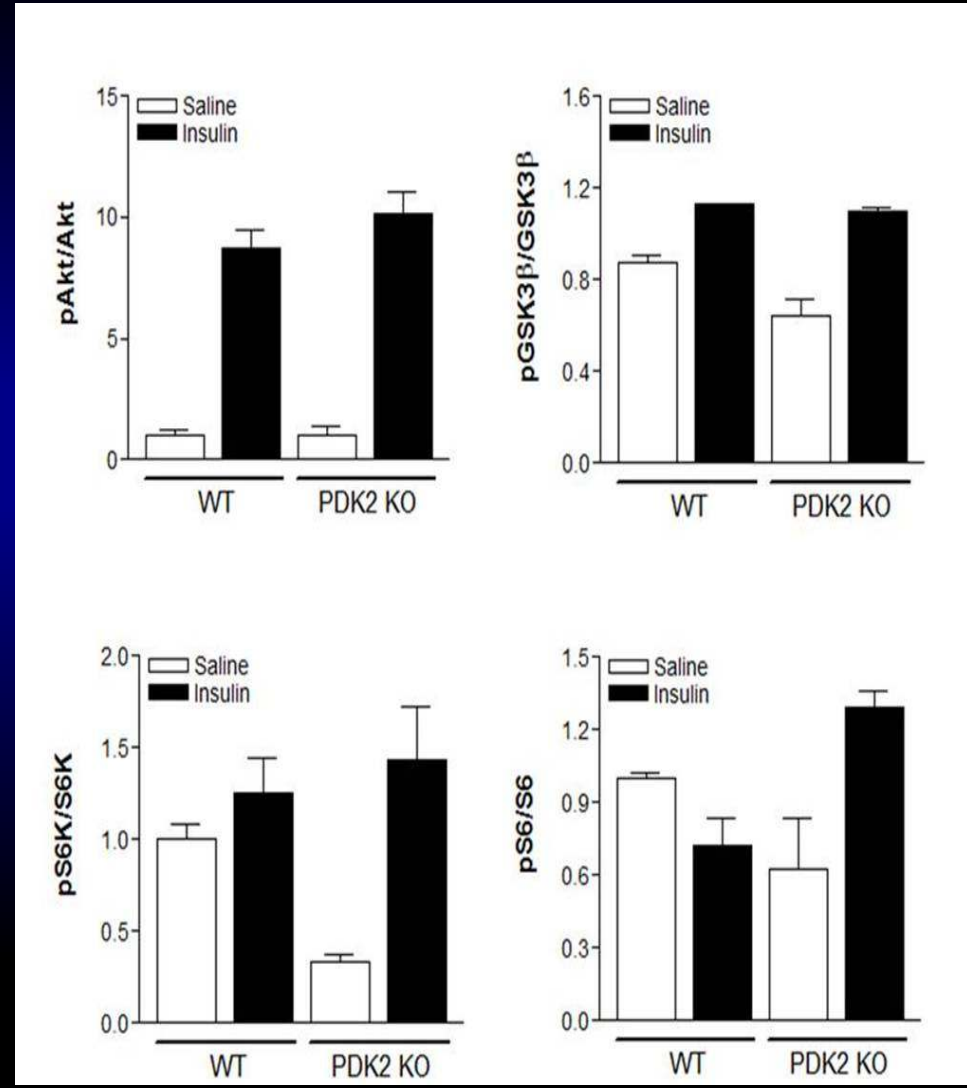 pAkt/Akt
15
10
5
0
Saline
Insulin
WT
PDK2 KO
pGSK3β/GSK3β
1.6
1.2
0.8
0.4
0.0
Saline
Insulin
WT
PDK2 KO
pS6K/S6K
2.0
1.5
1.0
0.5
0.0
Saline
Insulin
WT
PDK2 KO
pS6/S6
1.5
1.2
0.9
0.6
0.3
0.0
Saline
Insulin
WT
PDK2 KO